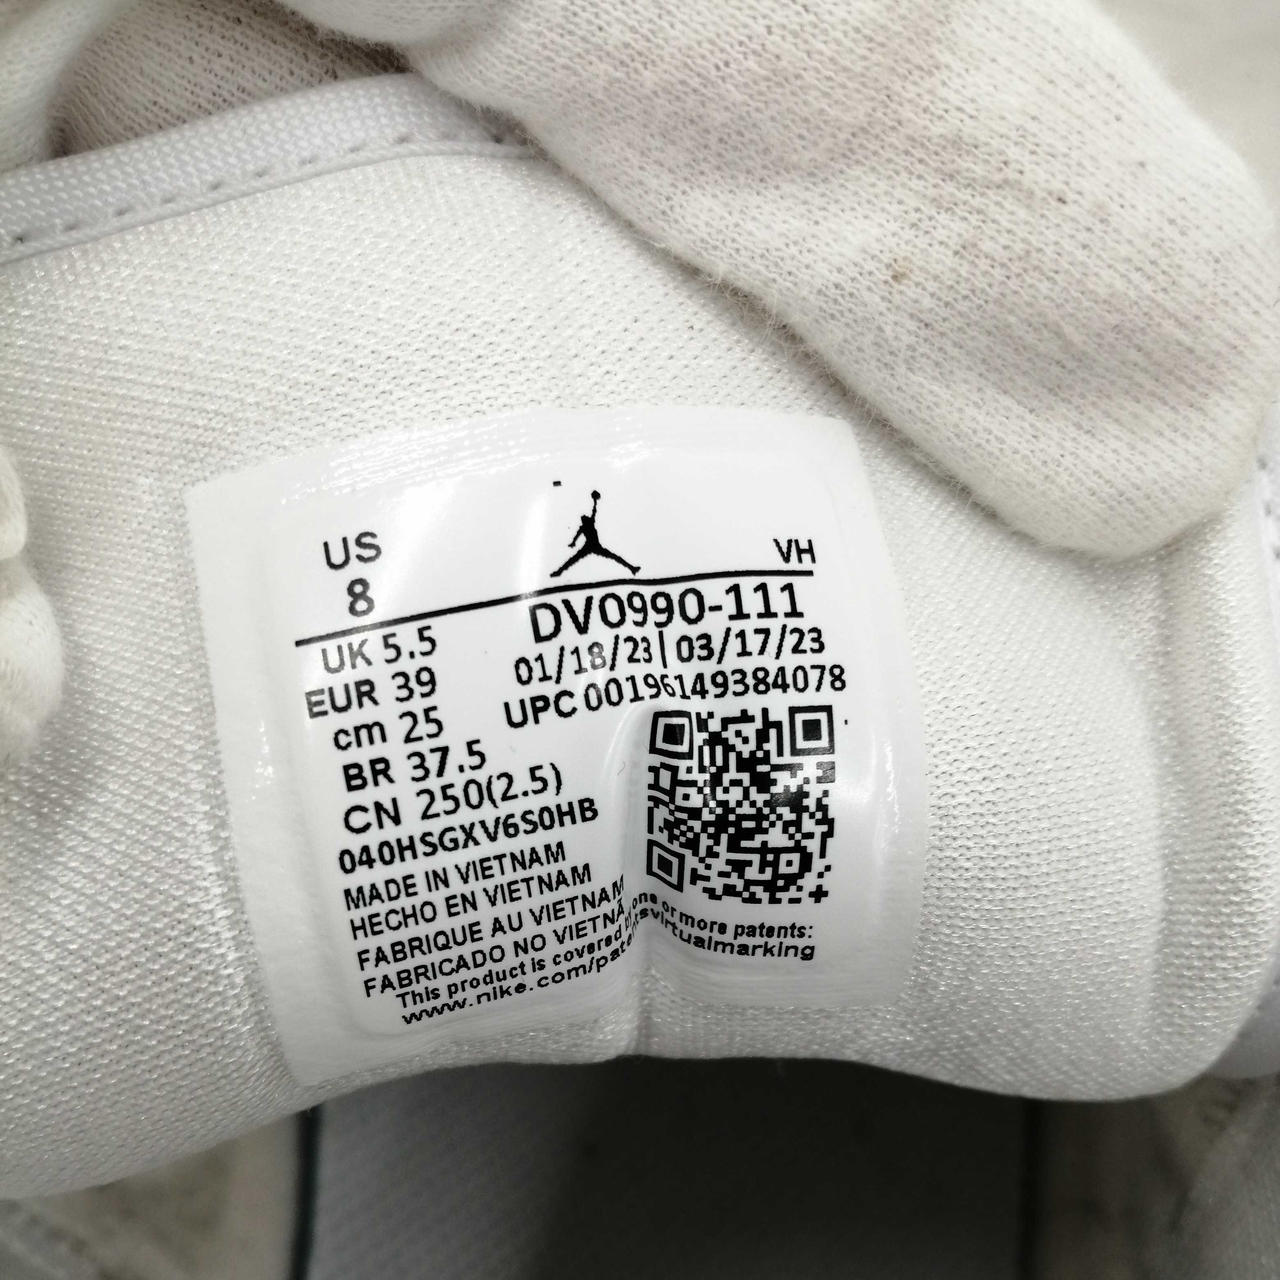 US
8
VH
UK 5.5
EUR 39
cm 25
BR 37.5
CN 250(2.5)
040HSGXV6S0HB
MADE IN VIETNAM
HECHO EN VIETNAM
FABRIQUE AU VIETNAM
FABRICADO NO VIETNÃ
DV0990-111
01/18/23| 03/17/23
UPC 00196149384078
This product is covered by one or more patents:
www.nike.com/patentsvirtualmarking